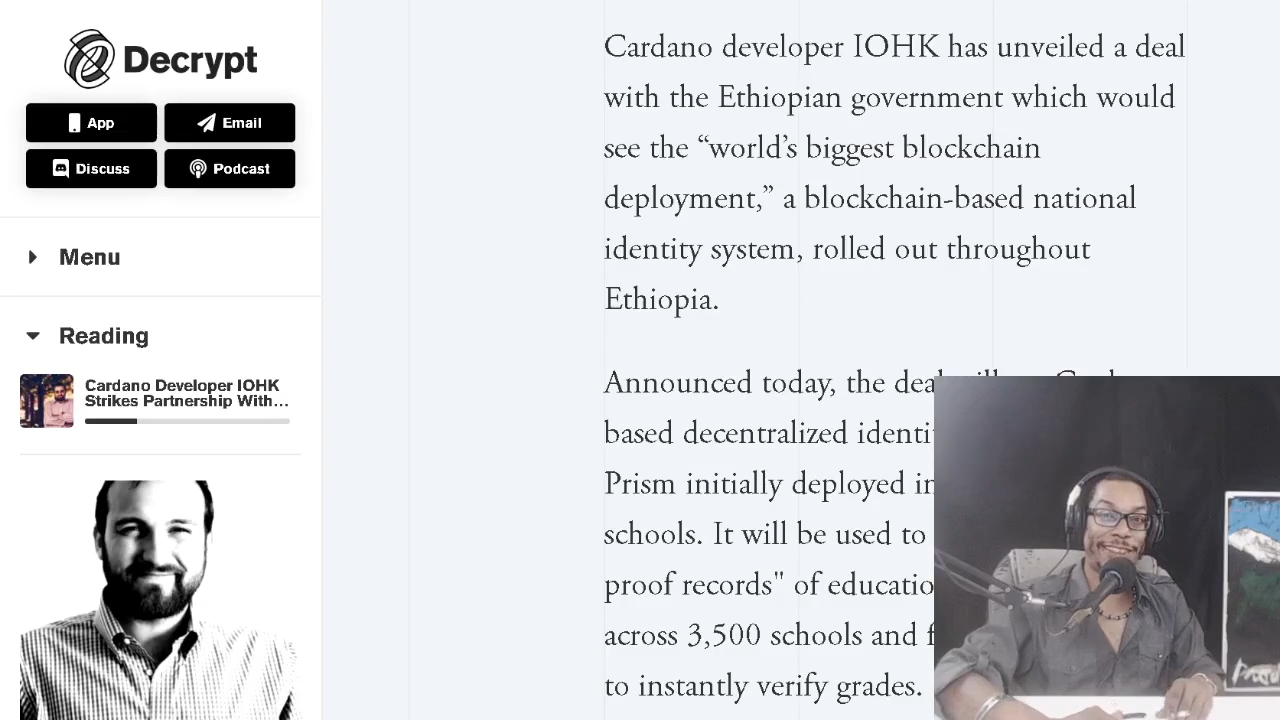 Decrypt
App
Email
Discuss
Podcast
Menu
Reading
Cardano Developer IOHK
Strikes Partnership With...
Cardano developer IOHK has unveiled a deal
with the Ethiopian government which would
see the “world’s biggest blockchain
deployment,” a blockchain-based national
identity system, rolled out throughout
Ethiopia.
Announced today, the deal will
based decentralized
Prism initially deployed in
schools. It will be used to
proof records" of
across 3,500 schools and
to instantly verify grades.